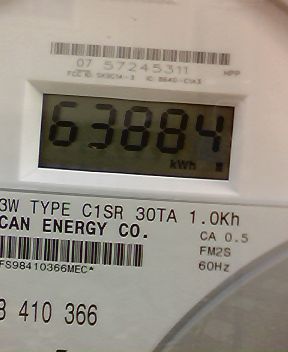 07 57245311
HPP
63884
kWh
3W TYPE C1SR 30TA 1.0Kh
CAN ENERGY CO.
CA 0.5
FM2S
60Hz
FS98410366MEC*
410 366